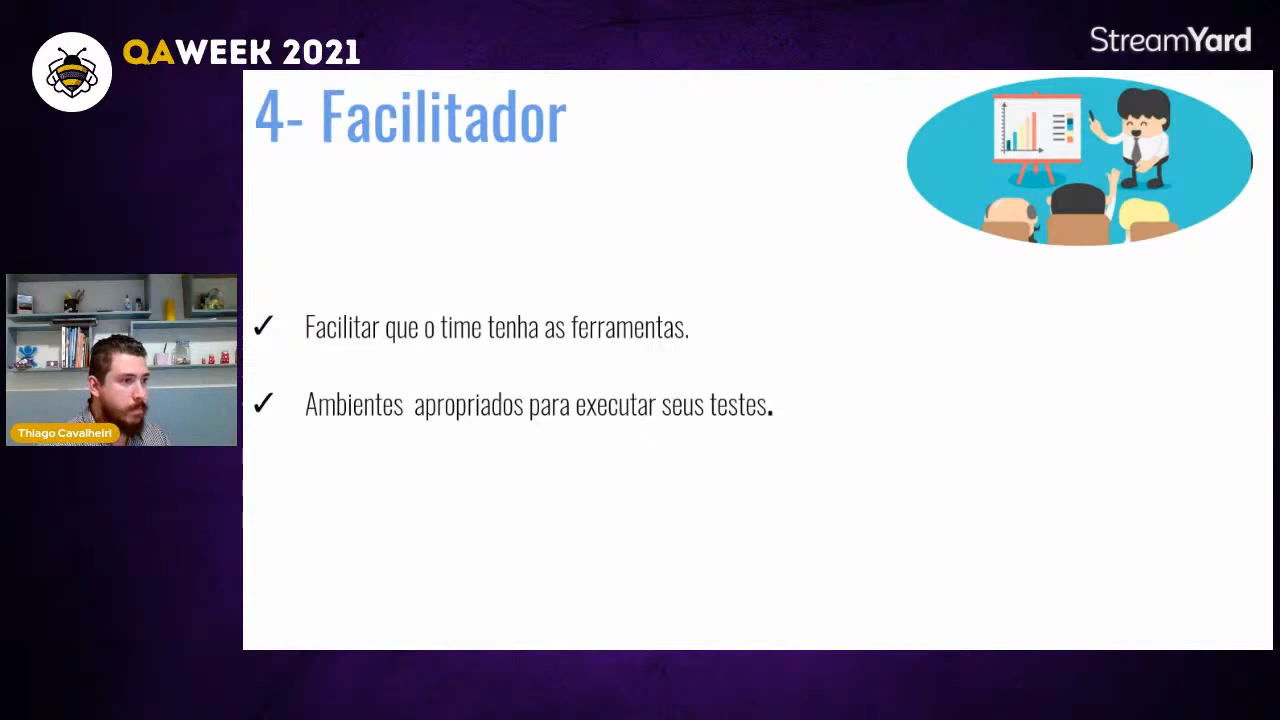 QAWEEK 2021
StreamYard
4- Facilitador
✓ Facilitar que o time tenha as ferramentas.
✓ Ambientes apropriados para executar seus testes.
Thiago Cavalheiri